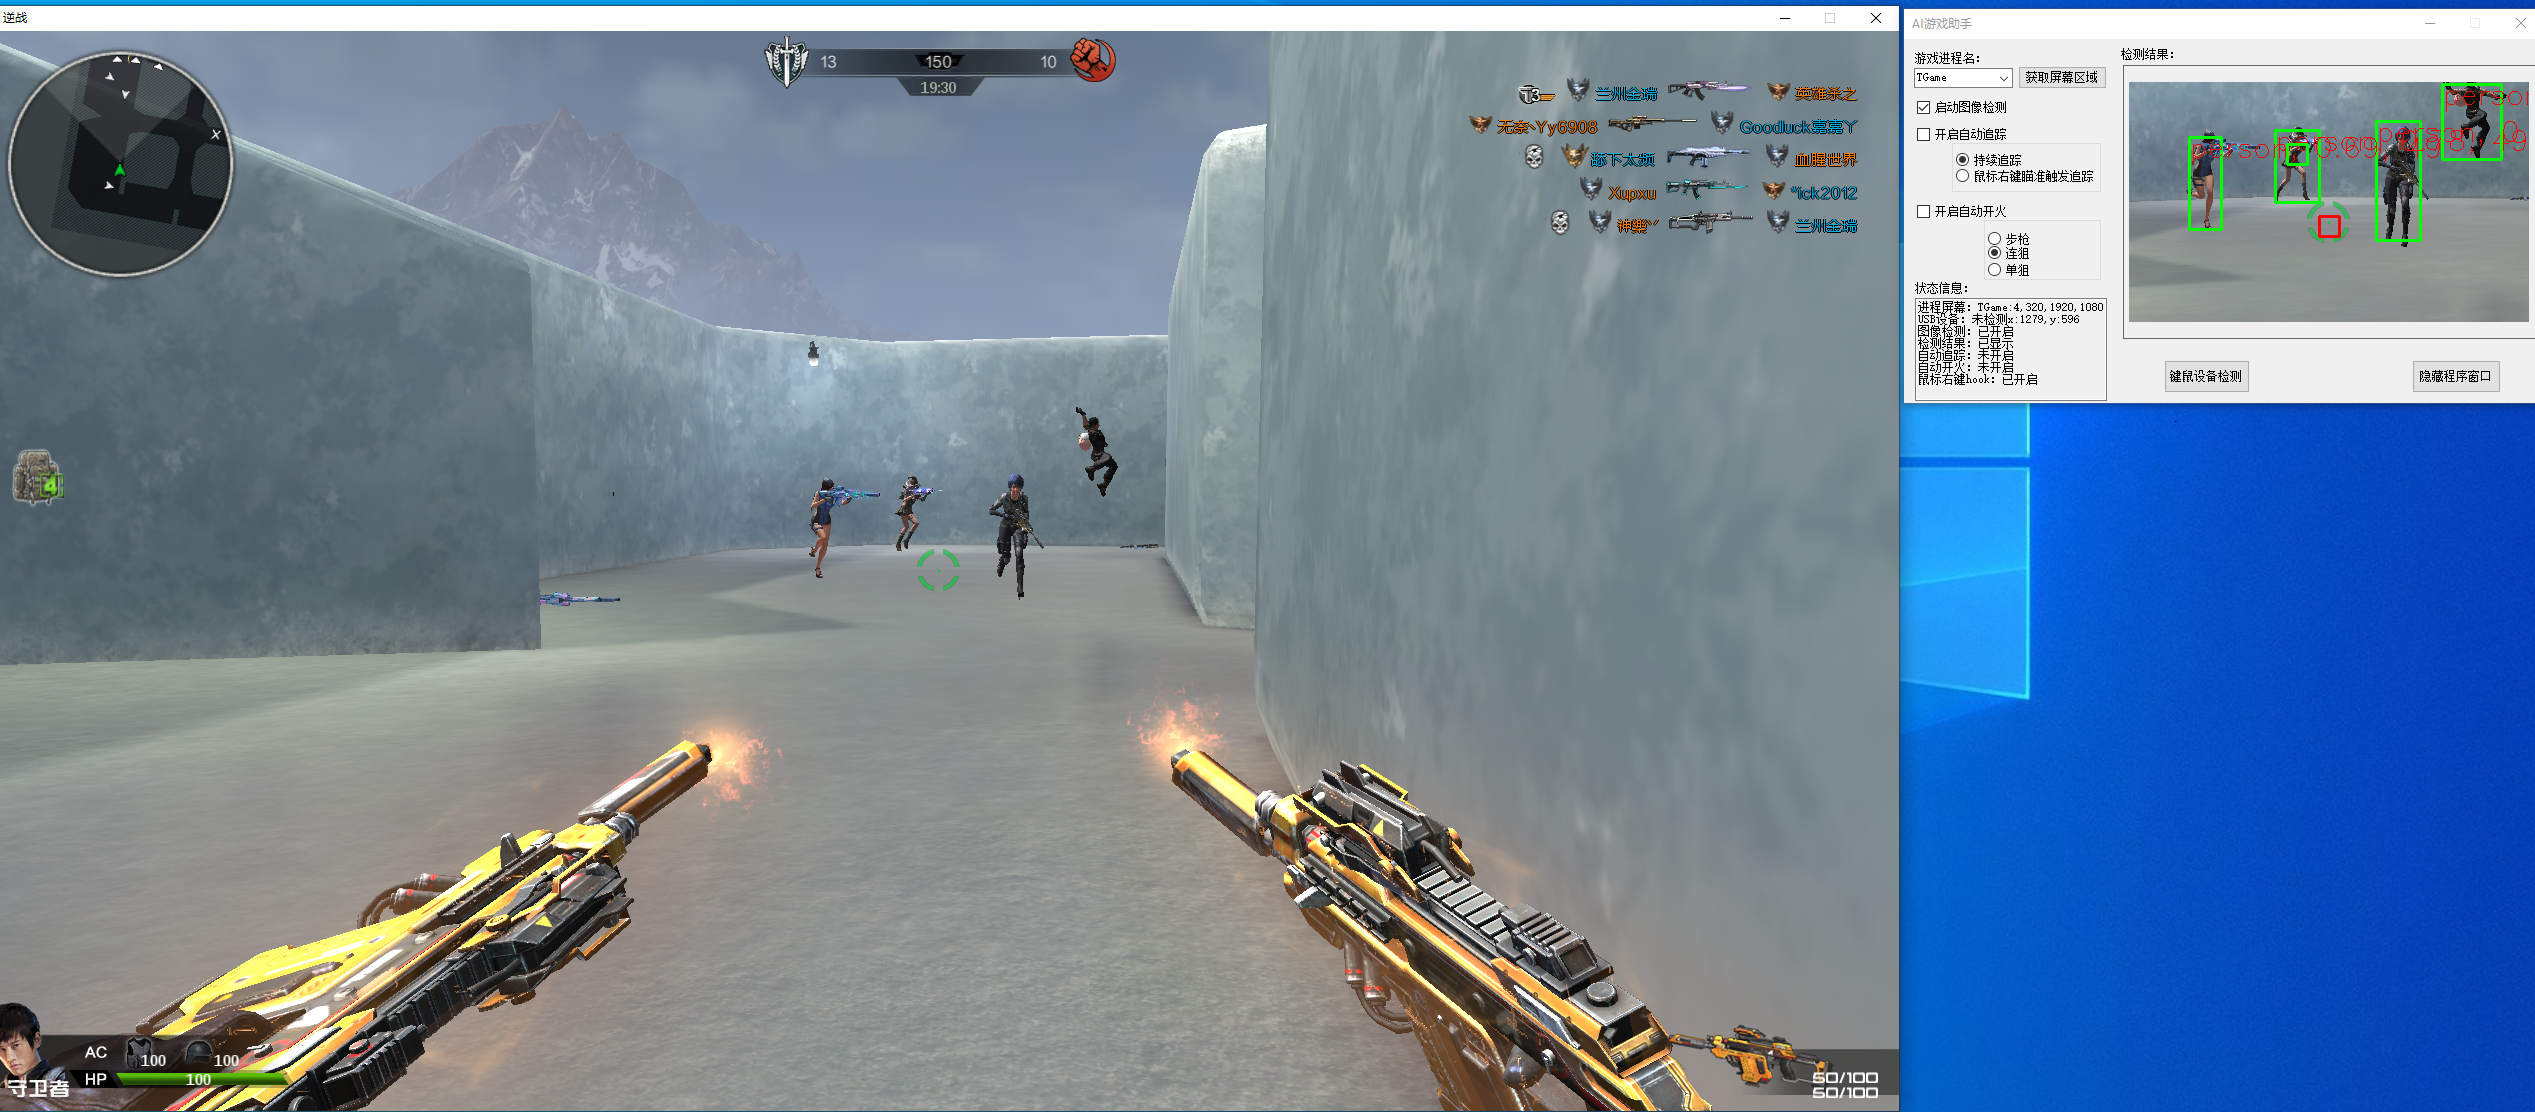 逆战
13 150 10
19:30
兰州金瑞 英雄杀之
无奈丶Yy6908 Goodluck嘉嘉丫
血腥世界
Xupxu *ick2012
兰州金瑞
4
AC 100 100
HP 100
守卫者
50/100
50/100
AI游戏助手
游戏进程名:
TGame 获取屏幕区域
启动图像检测
开启自动追踪
持续追踪
鼠标右键瞄准触发追踪
开启自动开火
步枪
连狙
单狙
状态信息:
进程屏幕: TGame:4,320,1920,1080
USB设备: 未检测x:1279,y:596
图像检测: 已开启
检测结果: 已显示
自动追踪: 未开启
自动开火: 未开启
鼠标右键hook: 已开启
检测结果:
键鼠设备检测
隐藏程序窗口